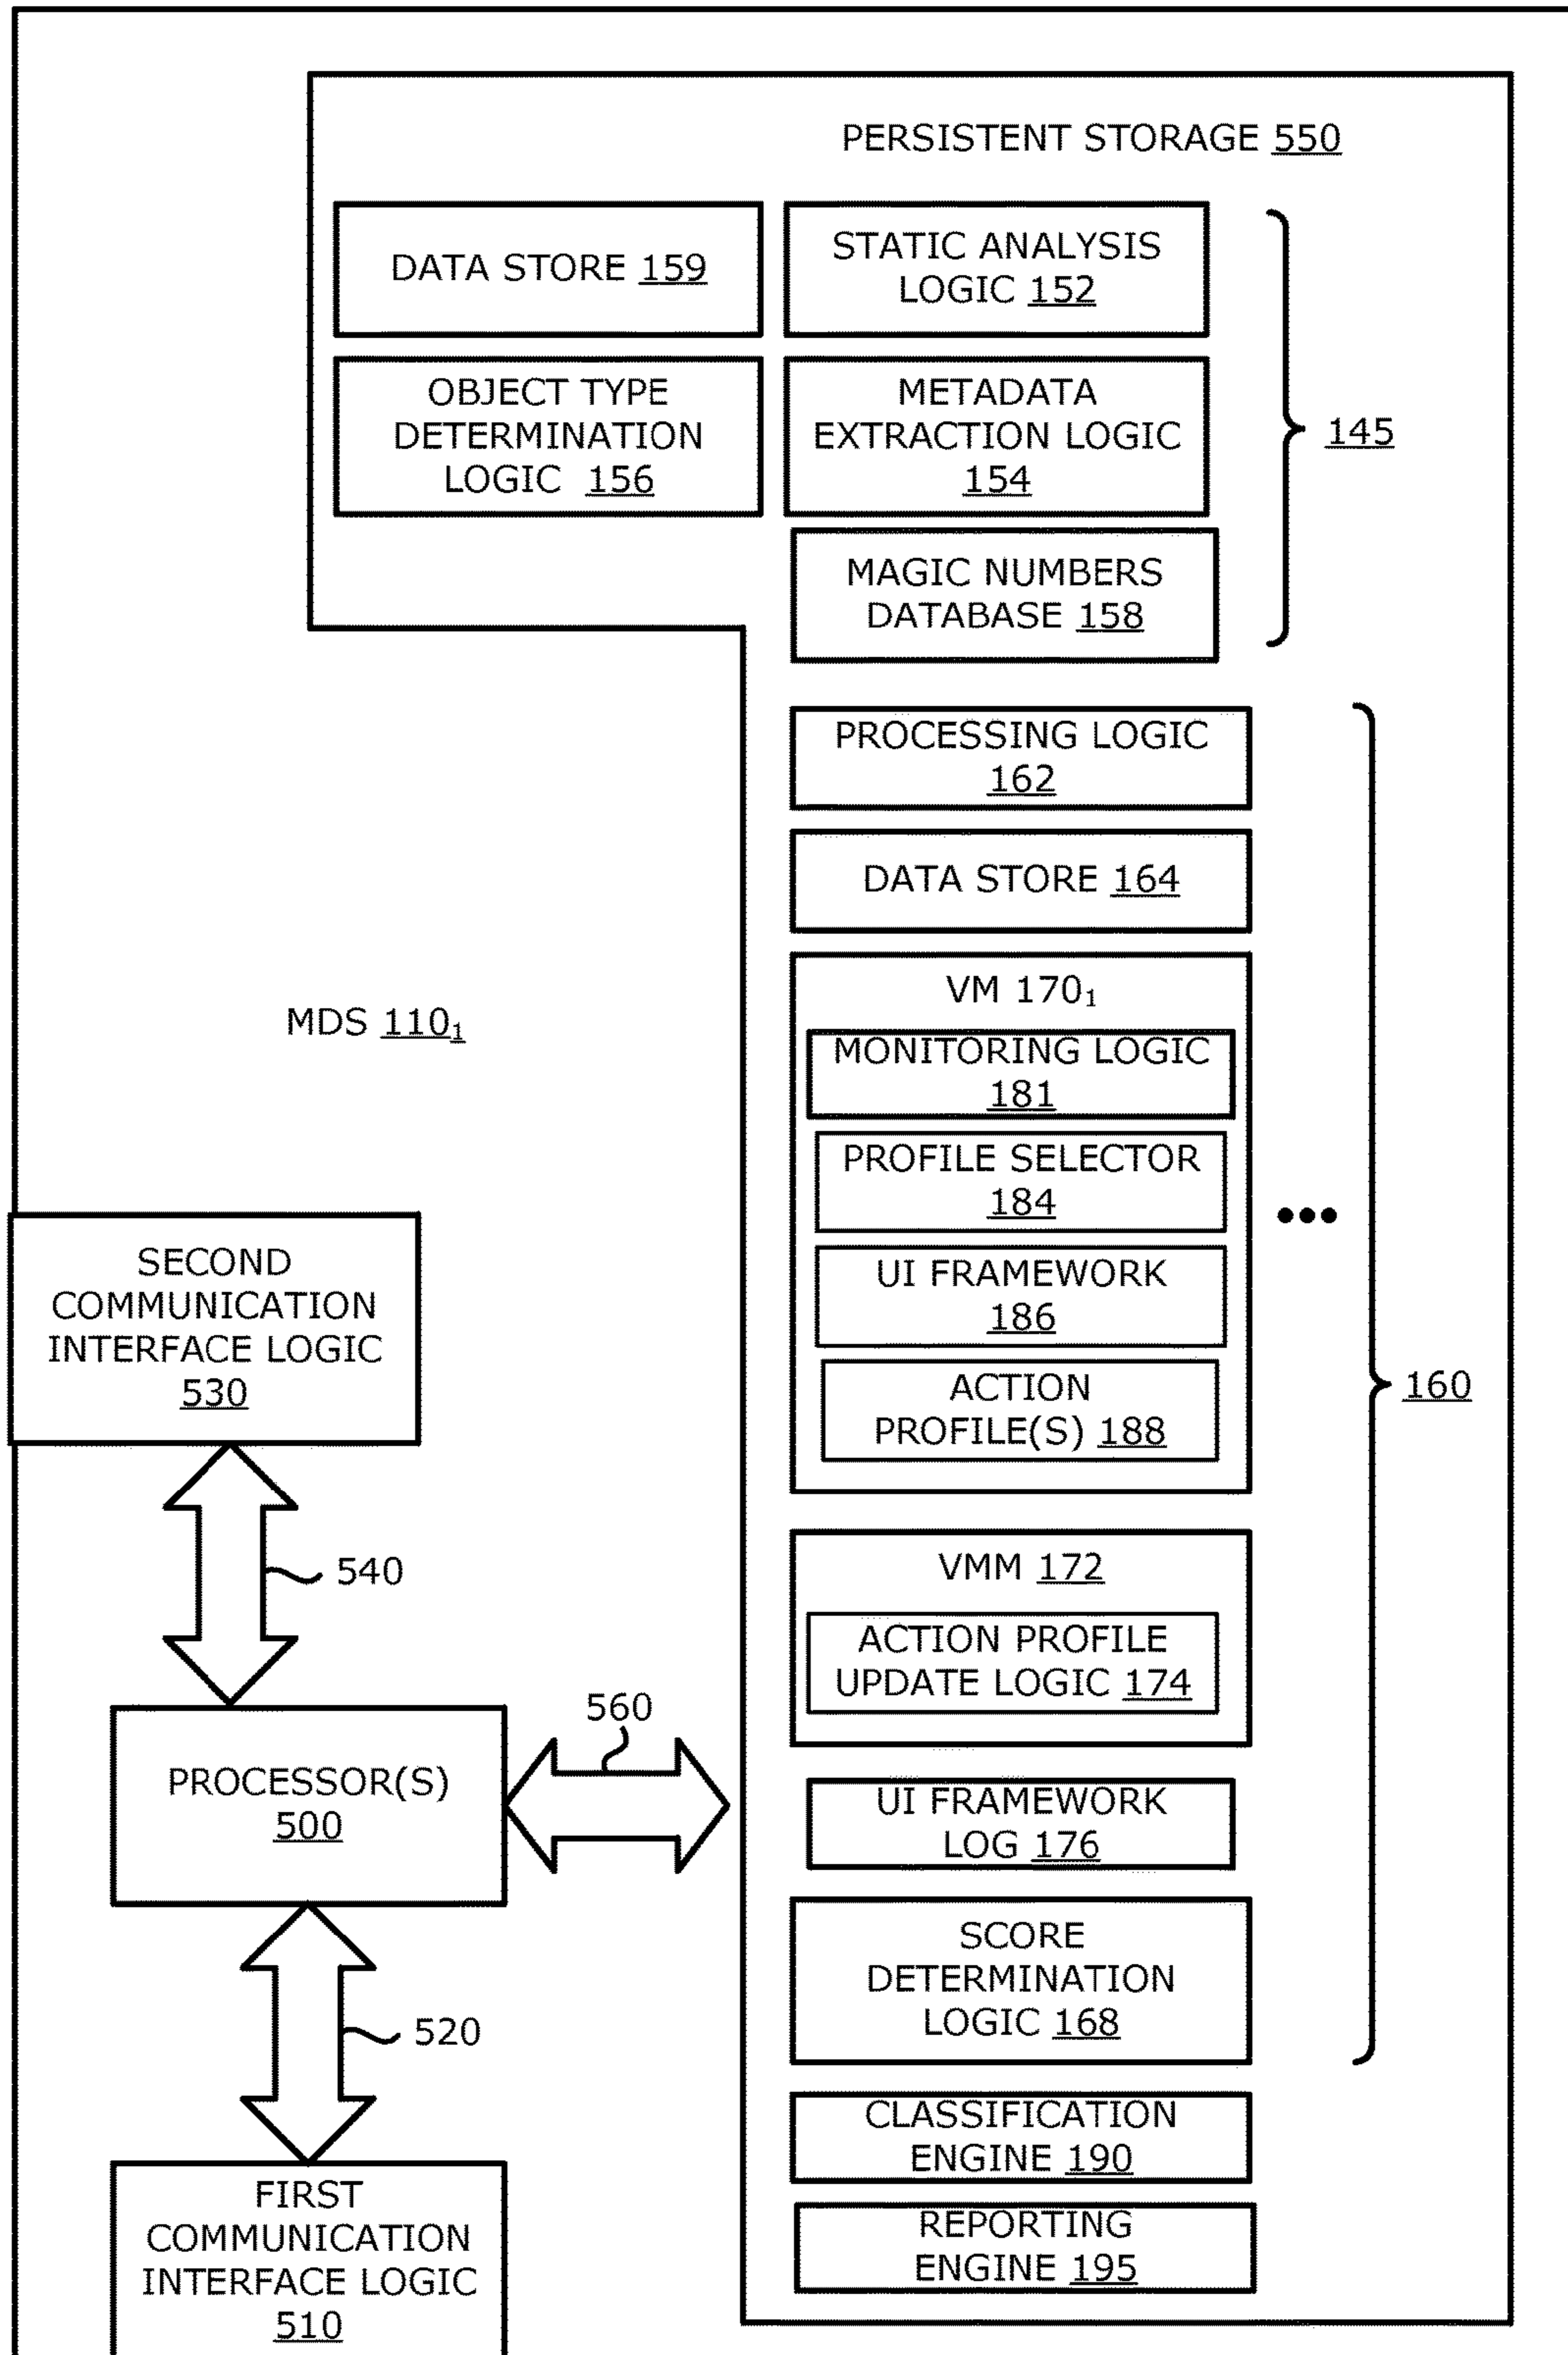 PERSISTENT STORAGE 550
DATA STORE 159
STATIC ANALYSIS
LOGIC 152
OBJECT TYPE
DETERMINATION
LOGIC 156
METADATA
EXTRACTION LOGIC
154
145
MAGIC NUMBERS
DATABASE 158
PROCESSING LOGIC
162
DATA STORE 164
VM 170₁
MONITORING LOGIC
181
PROFILE SELECTOR
184
UI FRAMEWORK
186
ACTION
PROFILE(S) 188
160
MDS 110₁
SECOND
COMMUNICATION
INTERFACE LOGIC
530
540
VMM 172
ACTION PROFILE
UPDATE LOGIC 174
560
PROCESSOR(S)
500
UI FRAMEWORK
LOG 176
SCORE
DETERMINATION
LOGIC 168
520
CLASSIFICATION
ENGINE 190
FIRST
COMMUNICATION
INTERFACE LOGIC
510
REPORTING
ENGINE 195